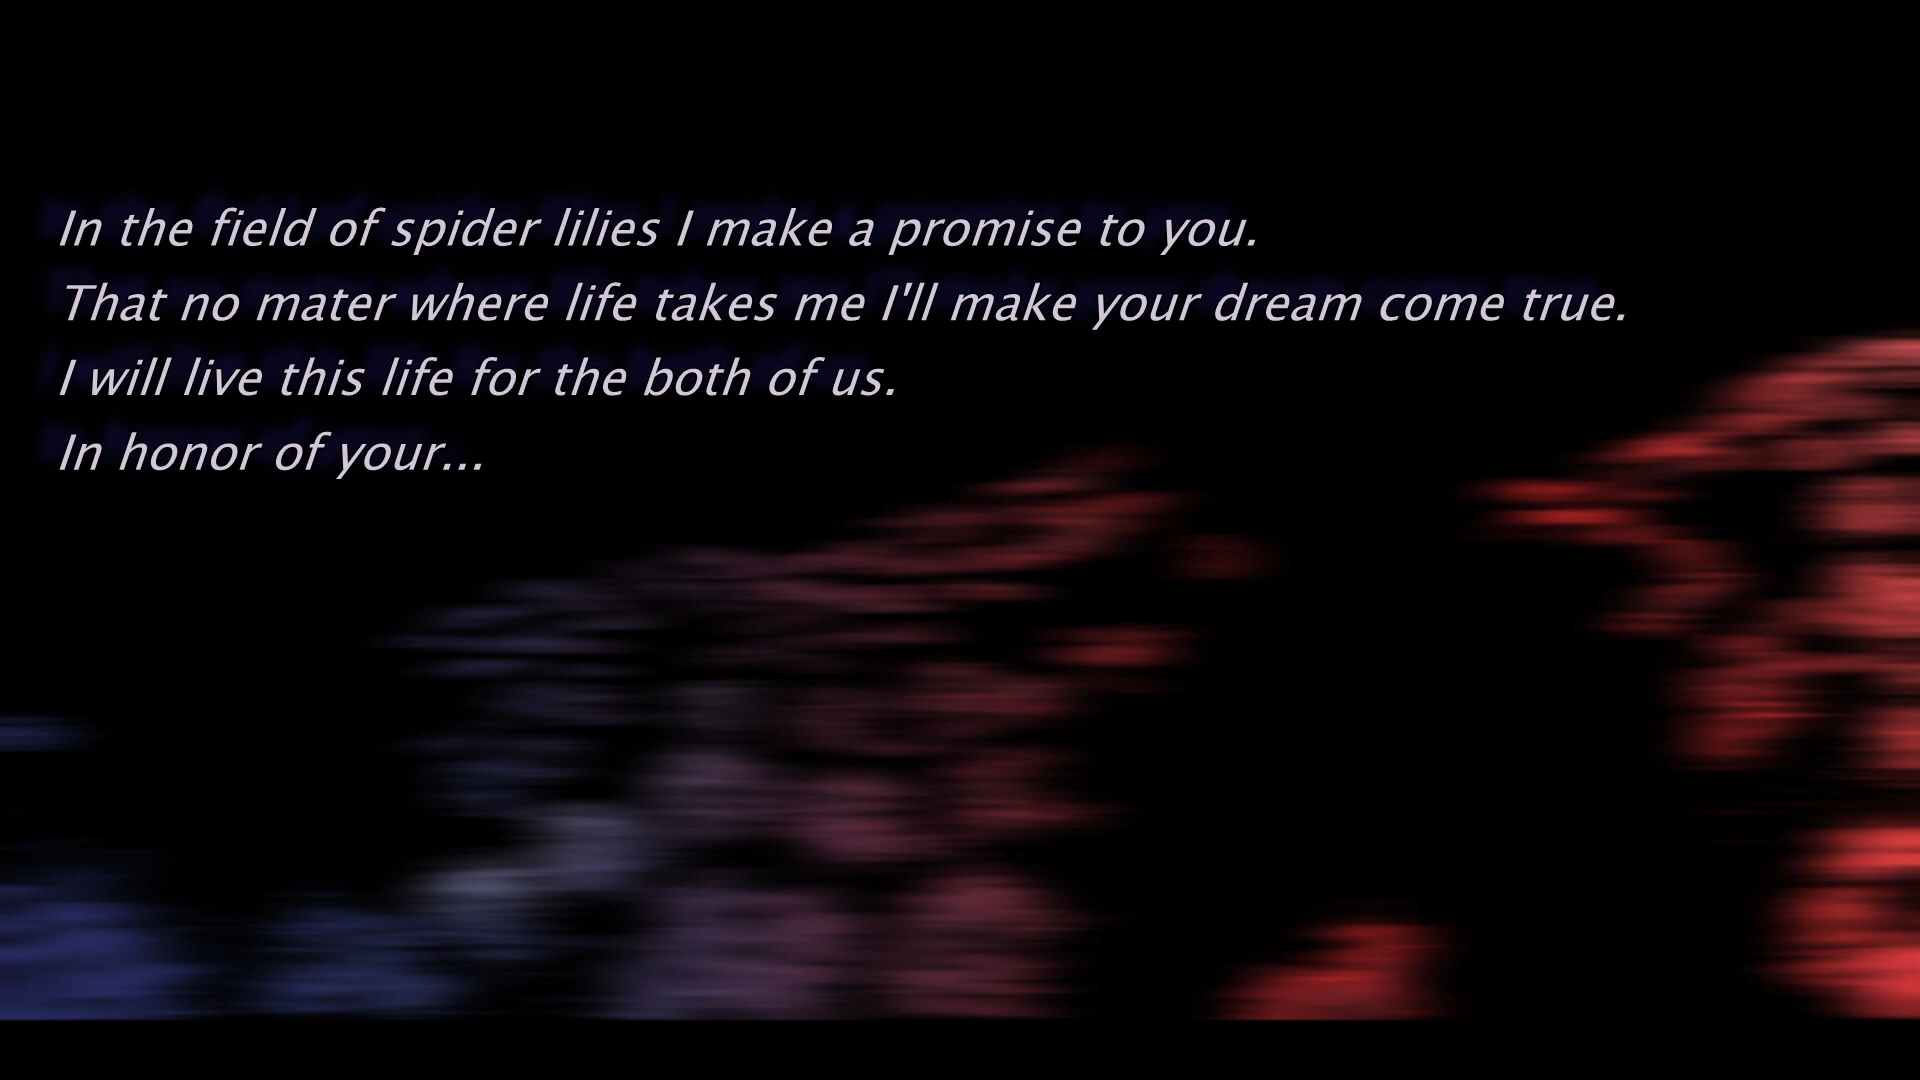 In the field of spider lilies I make a promise to you.
That no mater where life takes me I'll make your dream come true.
I will live this life for the both of us.
In honor of your...